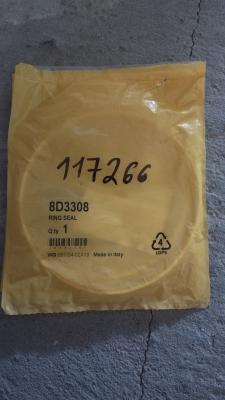 117266
8D3308
RING SEAL
Qty 1
Made in Italy
4
LDPE